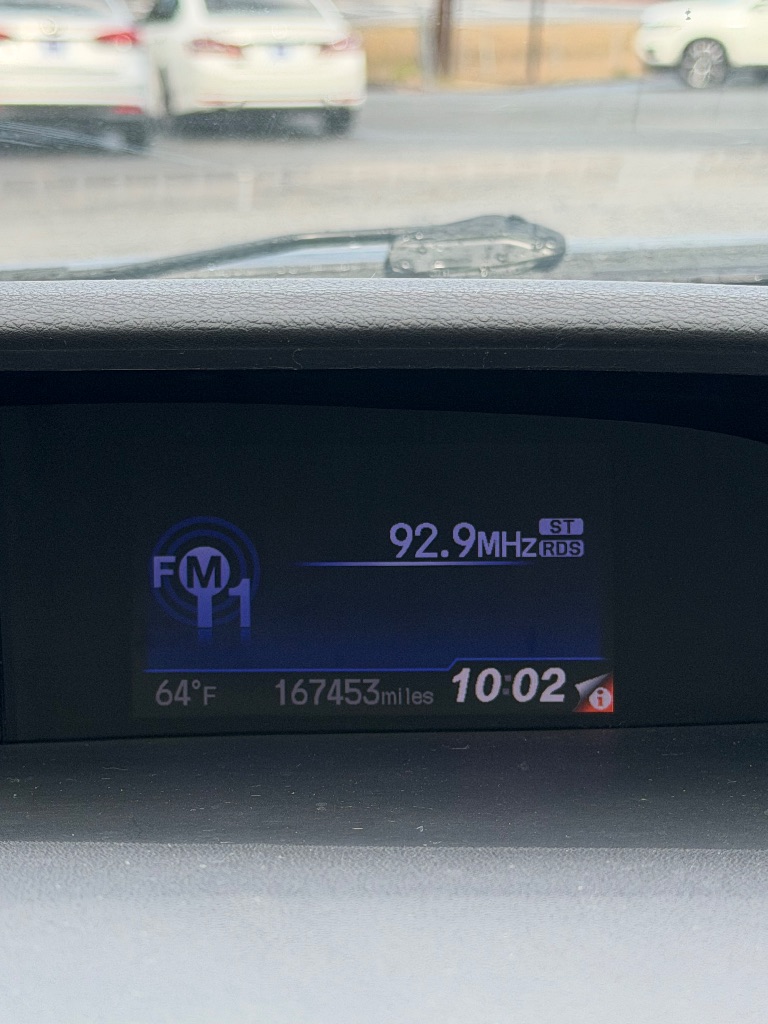 92.9MHz ST
RDS
FM1
64°F 167453miles 10:02 i